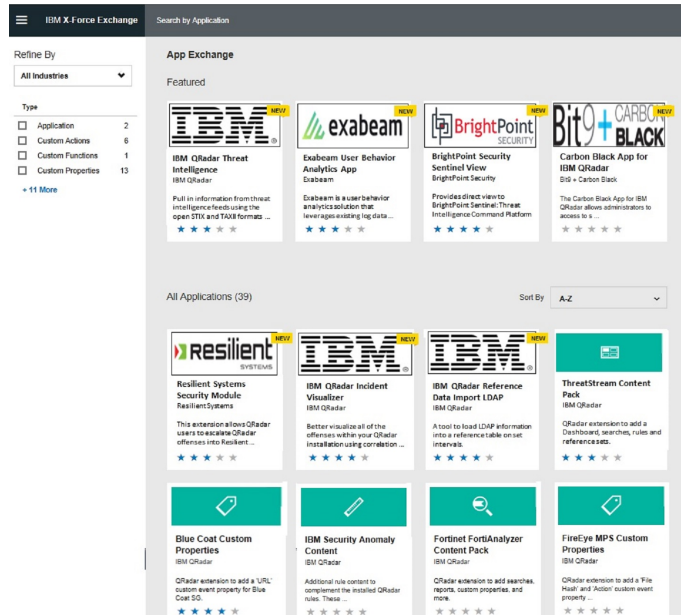 IBM X-Force Exchange
Search by Application
Refine By
All Industries
Type
Application 2
Custom Actions 6
Custom Functions 1
Custom Properties 13
+ 11 More
App Exchange
Featured
NEW
IBM
IBM QRadar Threat
Intelligence
IBM QRadar
Pull in information from threat
intelligence feeds using the
open STIX and TAXII formats ...
NEW
exabeam
Exabeam User Behavior
Analytics App
Exabeam
Exabeam is a user behavior
analytics solution that
leverages existing log data ...
NEW
BrightPoint
SECURITY
BrightPoint Security
Sentinel View
BrightPoint Security
Provides direct view to
BrightPoint Sentinel: Threat
Intelligence Command Platform
NEW
Bit9 + CARBON
BLACK
Carbon Black App for
IBM QRadar
Bit9 + Carbon Black
The Carbon Black App for IBM
QRadar allows administrators to
access to s ...
All Applications (39)
Sort By
A-Z
NEW
Resilient
SYSTEMS
Resilient Systems
Security Module
Resilient Systems
This extension allows QRadar
users to escalate QRadar
offenses into Resilient ...
NEW
IBM
IBM QRadar Incident
Visualizer
IBM QRadar
Better visualize all of the
offenses within your QRadar
installation using correlation ...
NEW
IBM
IBM QRadar Reference
Data Import LDAP
IBM QRadar
A tool to load LDAP information
into a reference table on set
intervals.
ThreatStream Content
Pack
IBM QRadar
QRadar extension to add a
Dashboard, searches, rules and
reference sets.
Blue Coat Custom
Properties
IBM QRadar
QRadar extension to add a 'URL'
custom event property for Blue
Coat SG.
IBM Security Anomaly
Content
IBM QRadar
Additional rule content to
complement the installed QRadar
rules. These ...
Fortinet FortiAnalyzer
Content Pack
IBM QRadar
QRadar extension to add searches,
reports, custom properties, and
more.
FireEye MPS Custom
Properties
IBM QRadar
QRadar extension to add a 'File
Hash' and 'Action' custom event
property ...